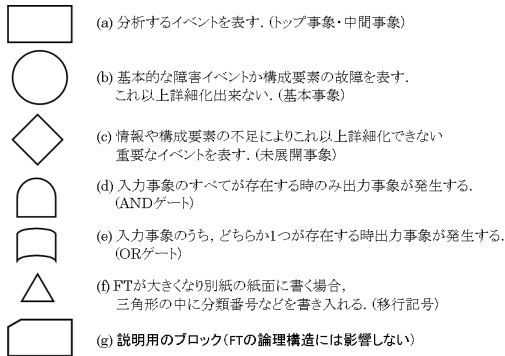 (a) 分析するイベントを表す. (トップ事象・中間事象)
(b) 基本的な障害イベントか構成要素の故障を表す.
これ以上詳細化出来ない. (基本事象)
(c) 情報や構成要素の不足によりこれ以上詳細化できない
重要なイベントを表す. (未展開事象)
(d) 入力事象のすべてが存在する時のみ出力事象が発生する.
(ANDゲート)
(e) 入力事象のうち, どちらか1つが存在する時出力事象が発生する.
(ORゲート)
(f) FTが大きくなり別紙の紙面に書く場合,
三角形の中に分類番号などを書き入れる. (移行記号)
(g) 説明用のブロック(FTの論理構造には影響しない)